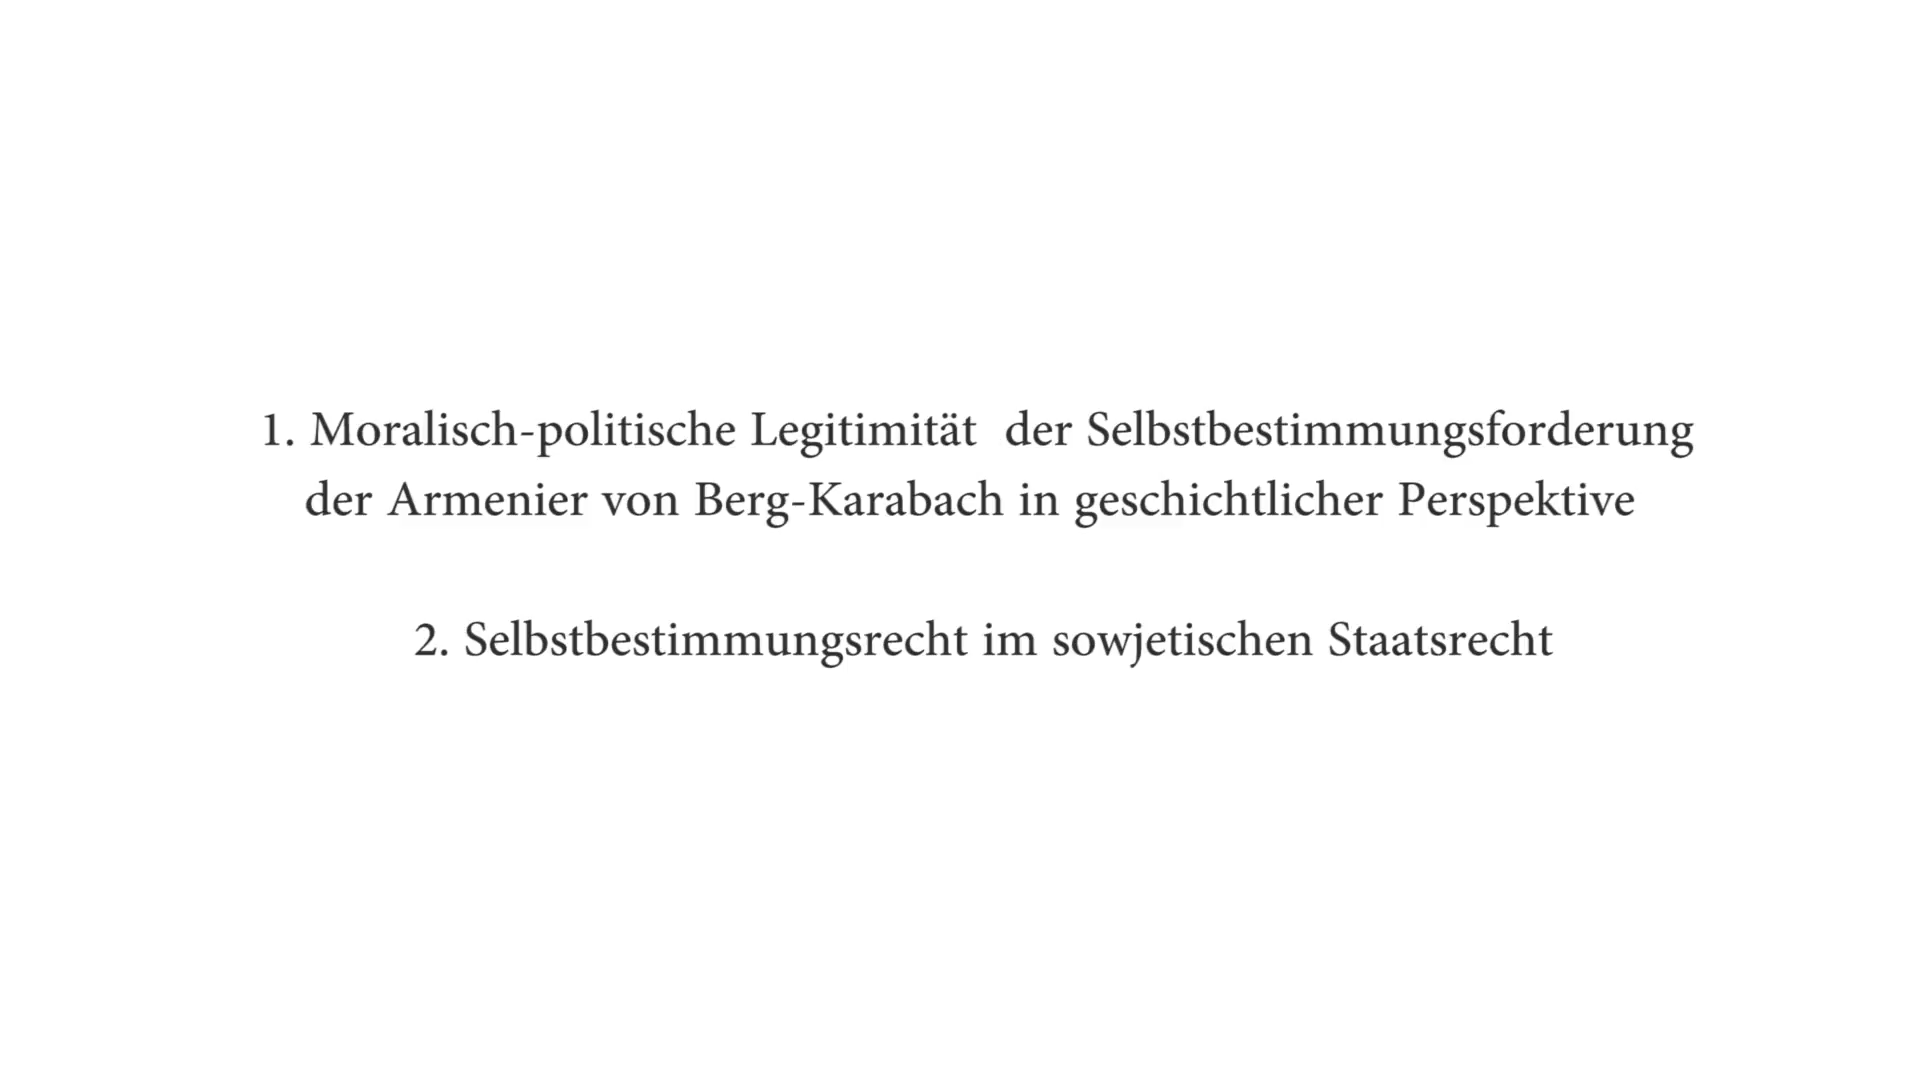 1. Moralisch-politische Legitimität der Selbstbestimmungsforderung
der Armenier von Berg-Karabach in geschichtlicher Perspektive
2. Selbstbestimmungsrecht im sowjetischen Staatsrecht